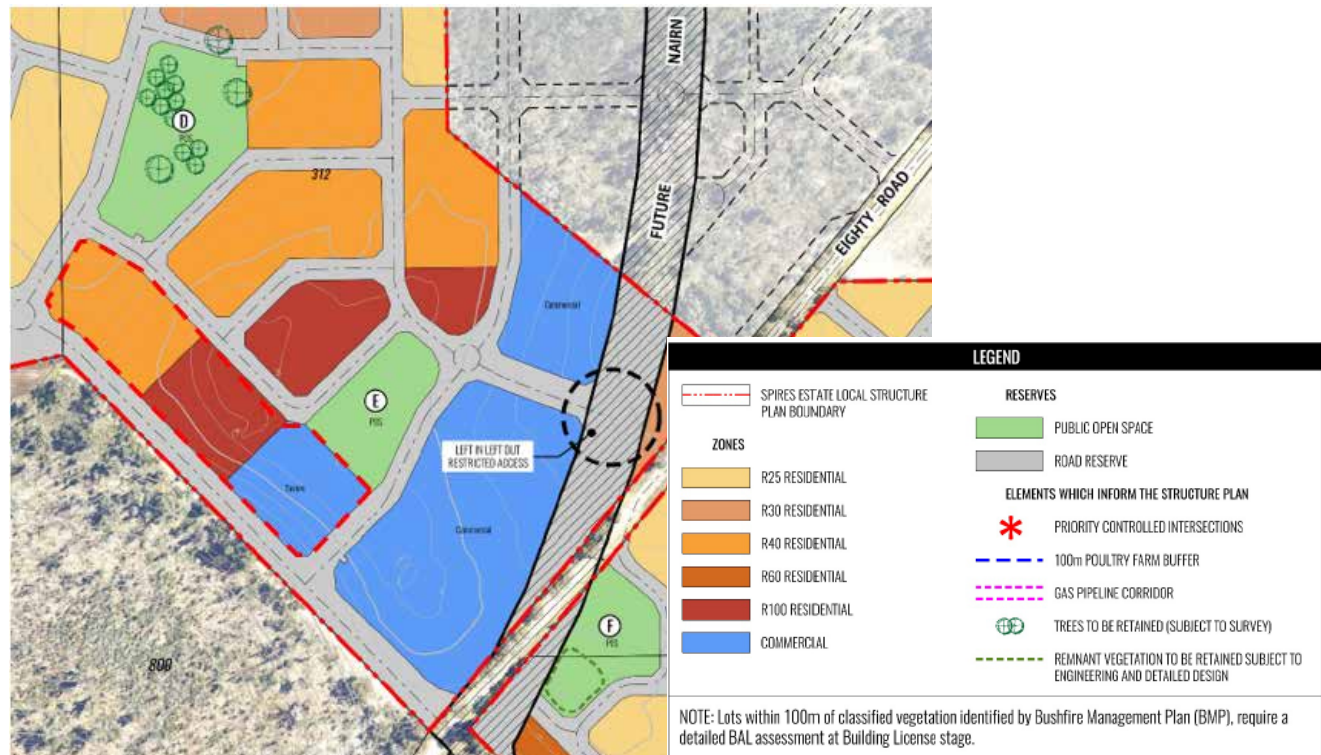 NAIRN
D
POS
312
FUTURE
EIGHTY ROAD
Commercial
E
POS
LEFT IN LEFT OUT
RESTRICTED ACCESS
Commercial
F
POS
800
LEGEND
SPIRES ESTATE LOCAL STRUCTURE
PLAN BOUNDARY
ZONES
R25 RESIDENTIAL
R30 RESIDENTIAL
R40 RESIDENTIAL
R60 RESIDENTIAL
R100 RESIDENTIAL
COMMERCIAL
RESERVES
PUBLIC OPEN SPACE
ROAD RESERVE
ELEMENTS WHICH INFORM THE STRUCTURE PLAN
PRIORITY CONTROLLED INTERSECTIONS
100m POULTRY FARM BUFFER
GAS PIPELINE CORRIDOR
TREES TO BE RETAINED (SUBJECT TO SURVEY)
REMNANT VEGETATION TO BE RETAINED SUBJECT TO
ENGINEERING AND DETAILED DESIGN
NOTE: Lots within 100m of classified vegetation identified by Bushfire Management Plan (BMP), require a
detailed BAL assessment at Building License stage.